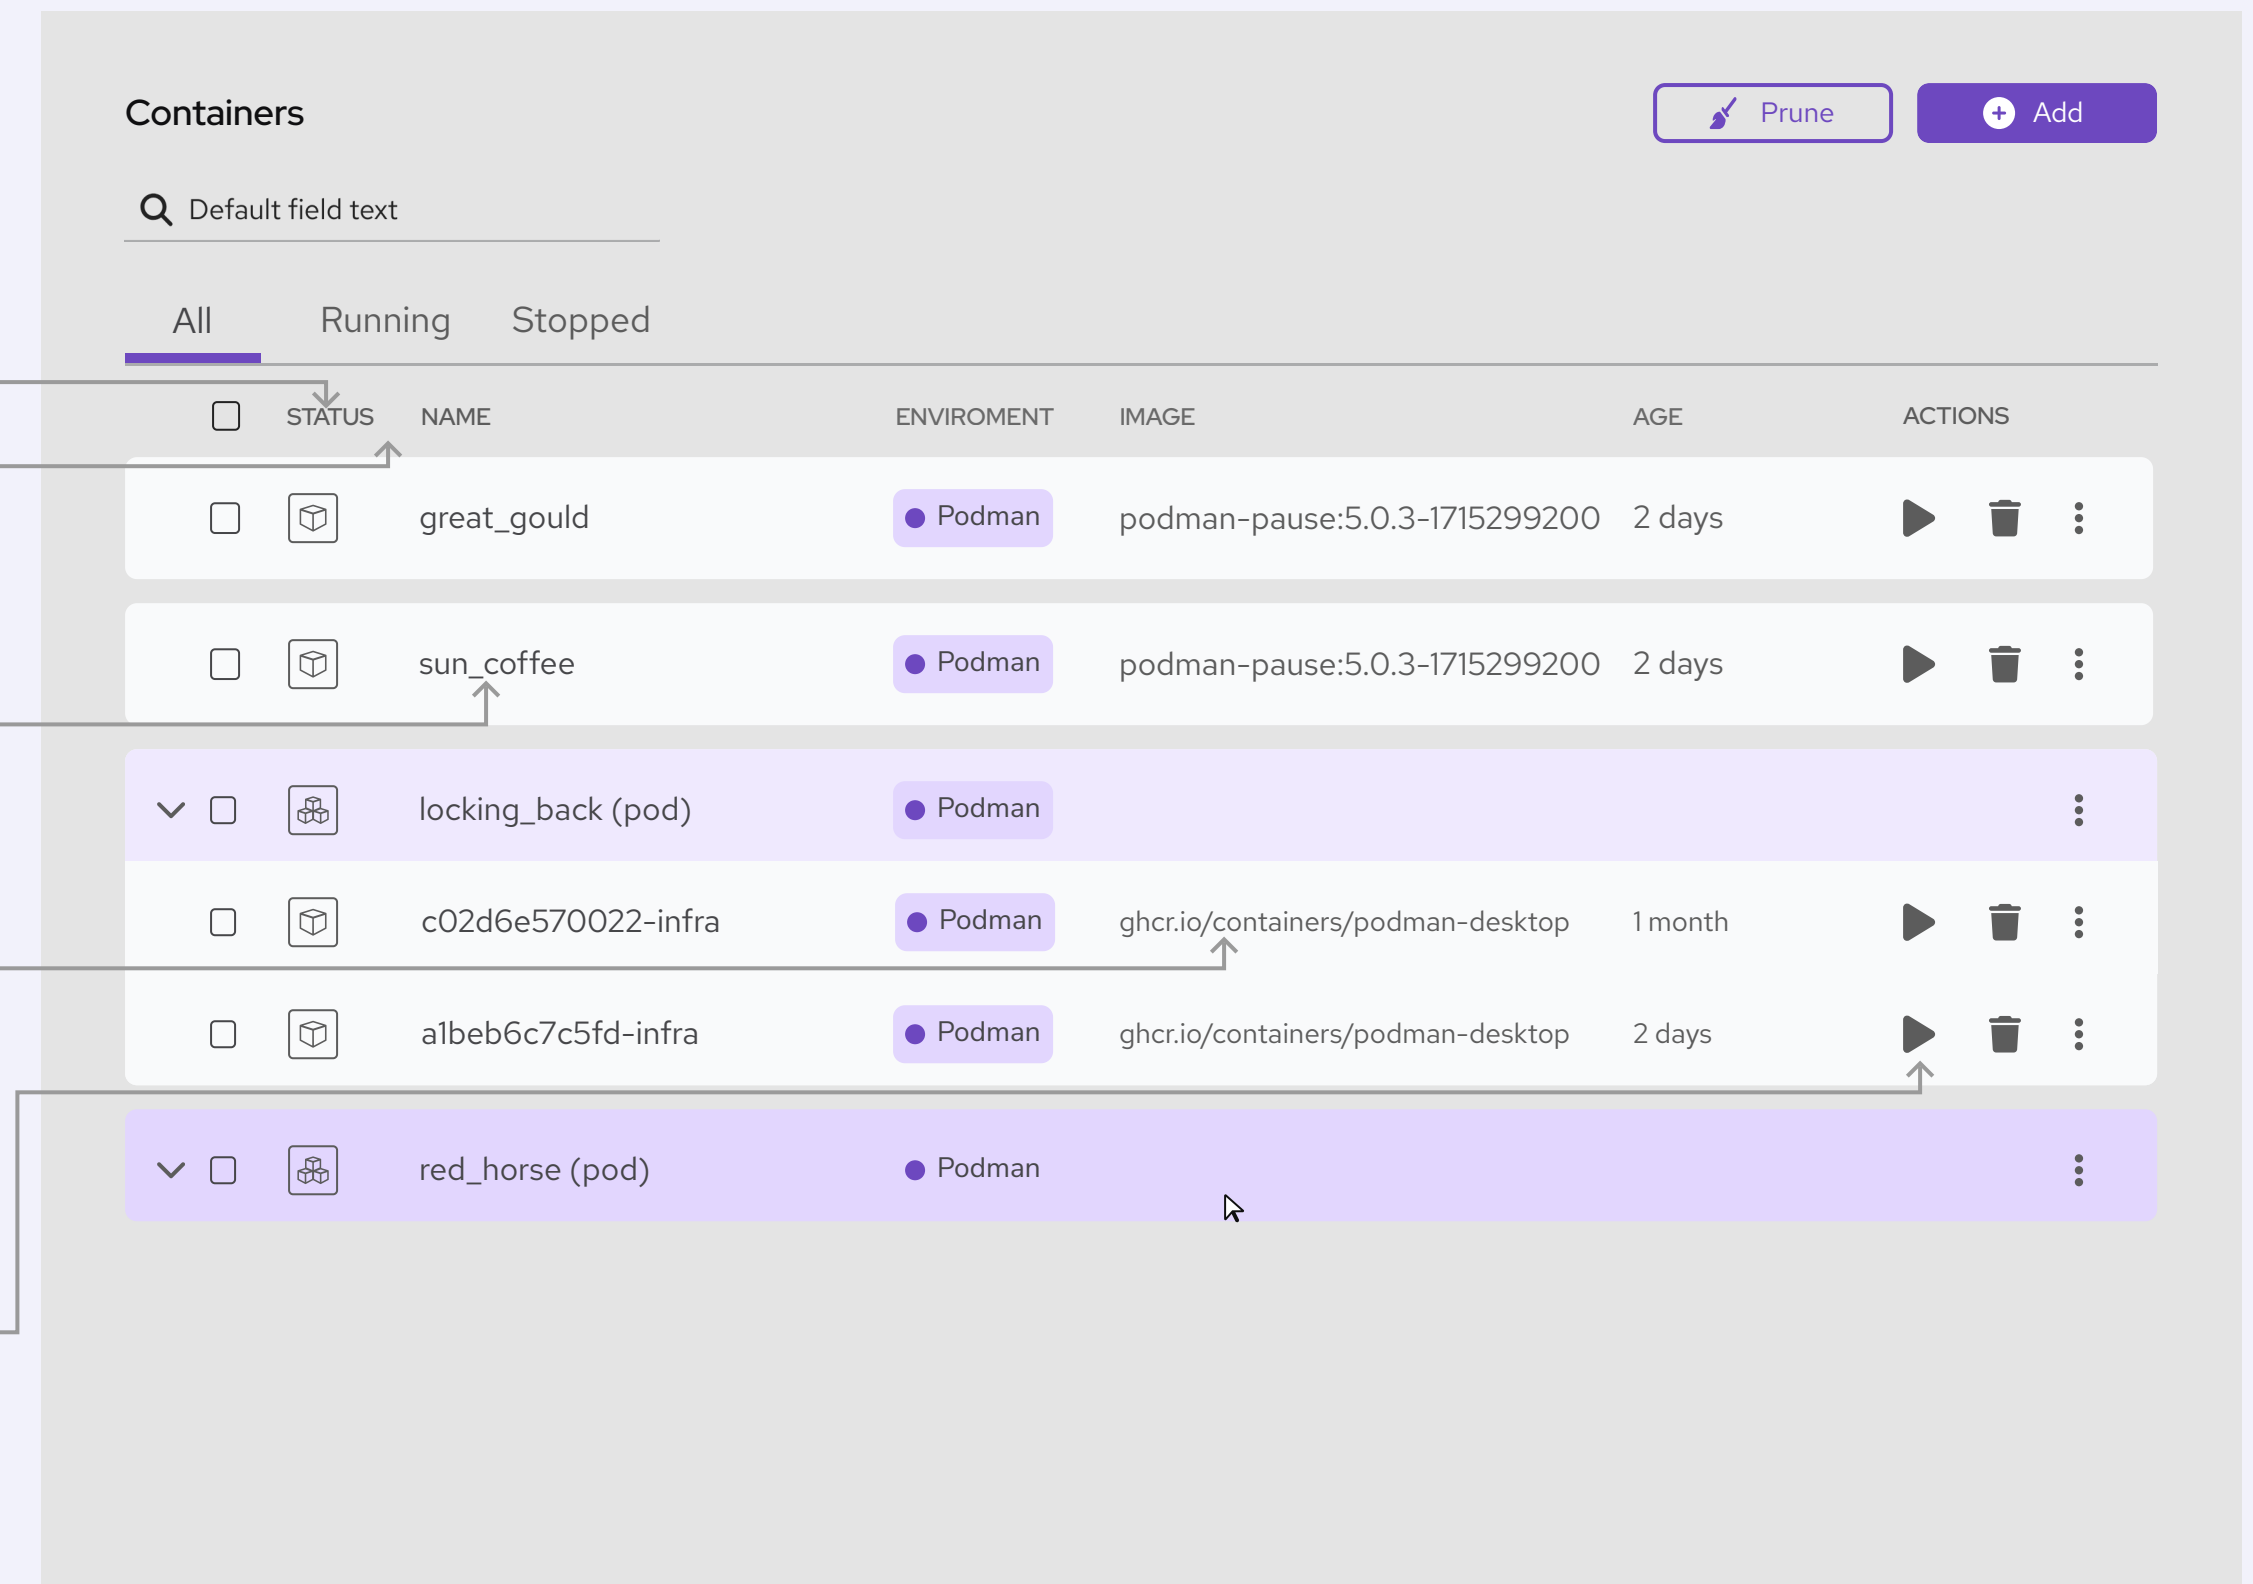 Containers
Prune
Add
Default field text
All Running Stopped
STATUS NAME ENVIROMENT IMAGE AGE ACTIONS
great_gould Podman podman-pause:5.0.3-1715299200 2 days
sun_coffee Podman podman-pause:5.0.3-1715299200 2 days
locking_back (pod) Podman
c02d6e570022-infra Podman ghcr.io/containers/podman-desktop 1 month
a1beb6c7c5fd-infra Podman ghcr.io/containers/podman-desktop 2 days
red_horse (pod) Podman